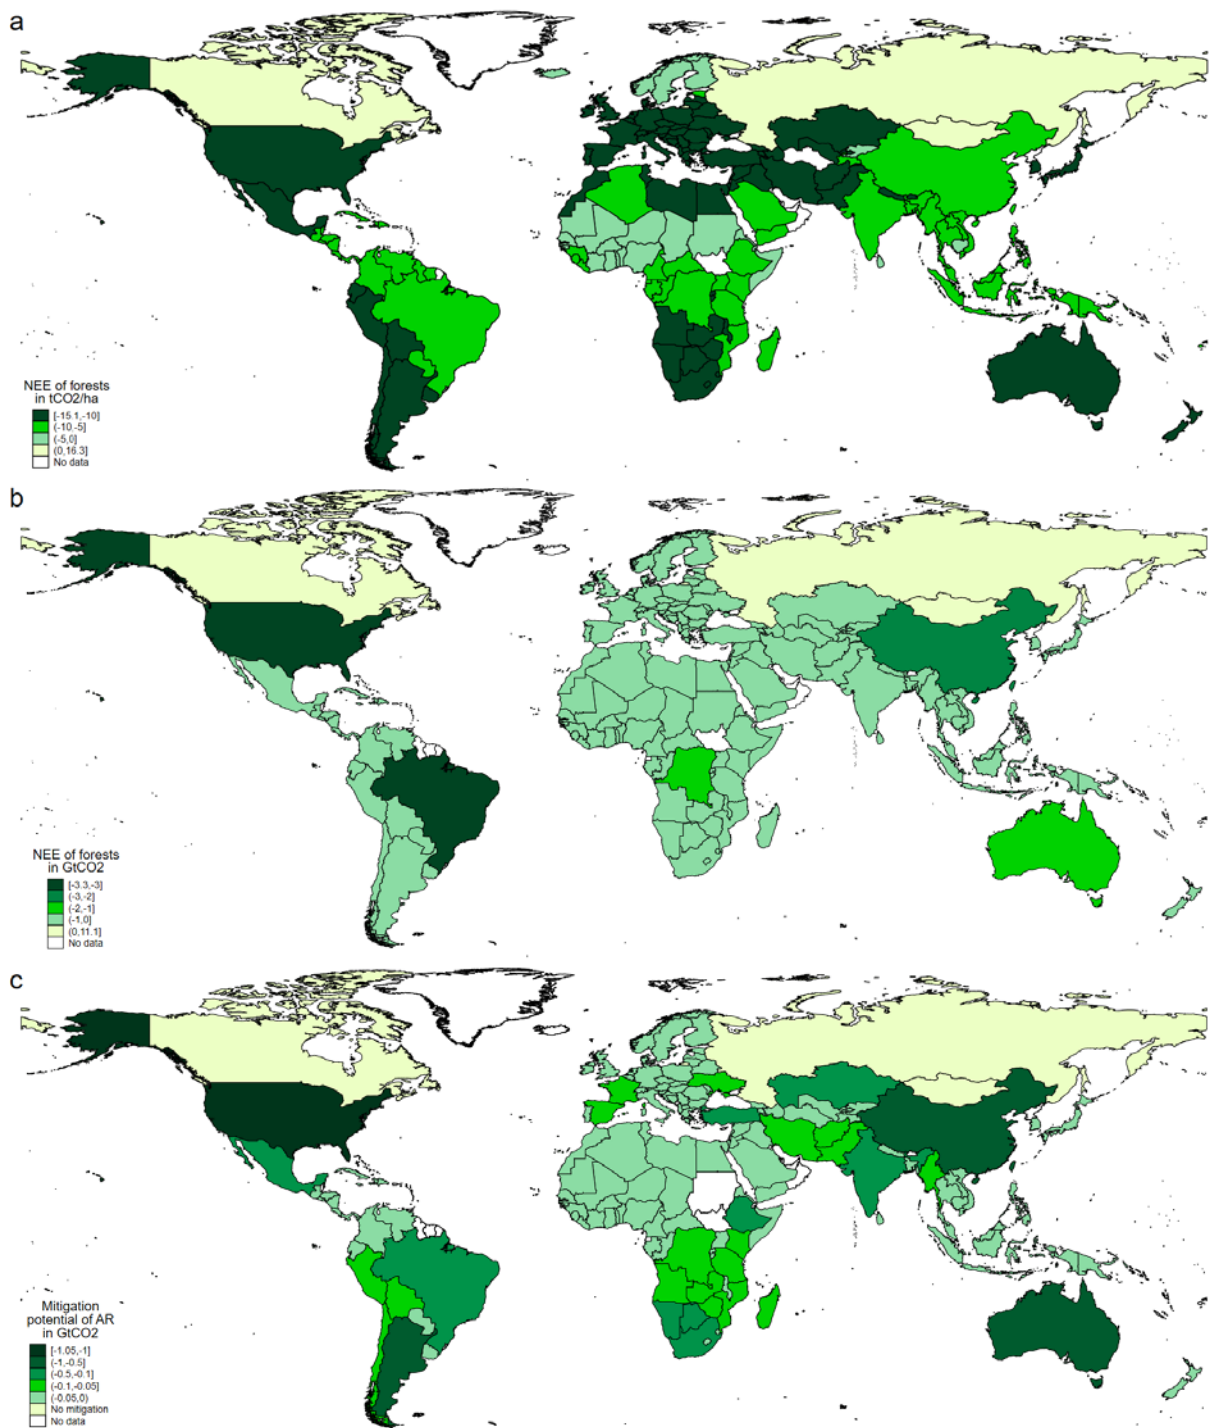 a
NEE of forests
in tCO2/ha
[-15.1,-10]
(-10,-5]
(-5,0]
(0,16.3]
No data
b
NEE of forests
in GtCO2
[-3.3,-3]
(-3,-2]
(-2,-1]
(-1,0]
(0,11.1]
No data
c
Mitigation
potential of AR
in GtCO2
[-1.05,-1]
(-1,-0.5]
(-0.5,-0.1]
(-0.1,-0.05]
(-0.05,0)
No mitigation
No data